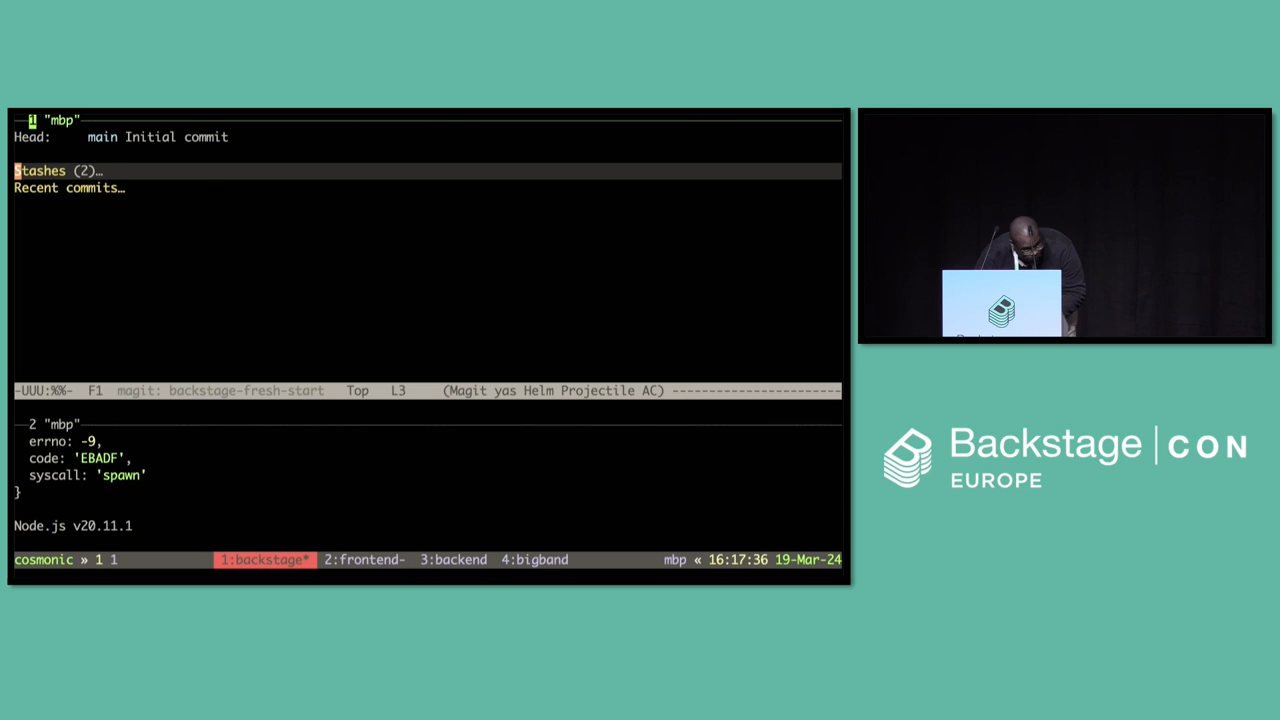 1 "mbp"
Head: main Initial commit
Stashes (2)…
Recent commits…
-UUU:%%- F1 magit: backstage-fresh-start Top L3 (Magit yas Helm Projectile AC) -----------------------
2 "mbp"
errno: -9,
code: 'EBADF',
syscall: 'spawn'
}
Node.js v20.11.1
cosmonic » 1 1 1:backstage* 2:frontend- 3:backend 4:bigband mbp « 16:17:36 19-Mar-24
Backstage | CON
EUROPE